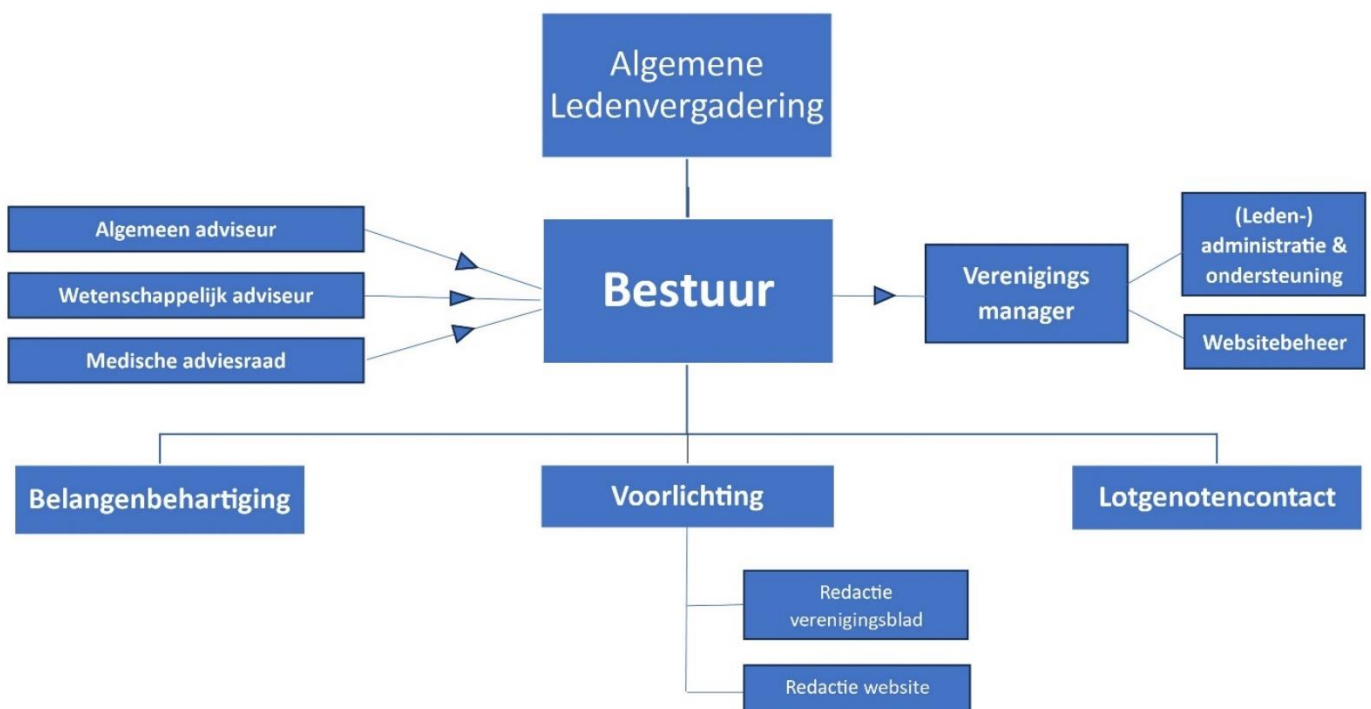 Algemene
Ledenvergadering
Algemeen adviseur
Wetenschappelijk adviseur
Medische adviesraad
Bestuur
Verenigings
manager
(Leden-)
administratie &
ondersteuning
Websitebeheer
Belangenbehartiging
Voorlichting
Lotgenotencontact
Redactie
verenigingsblad
Redactie website